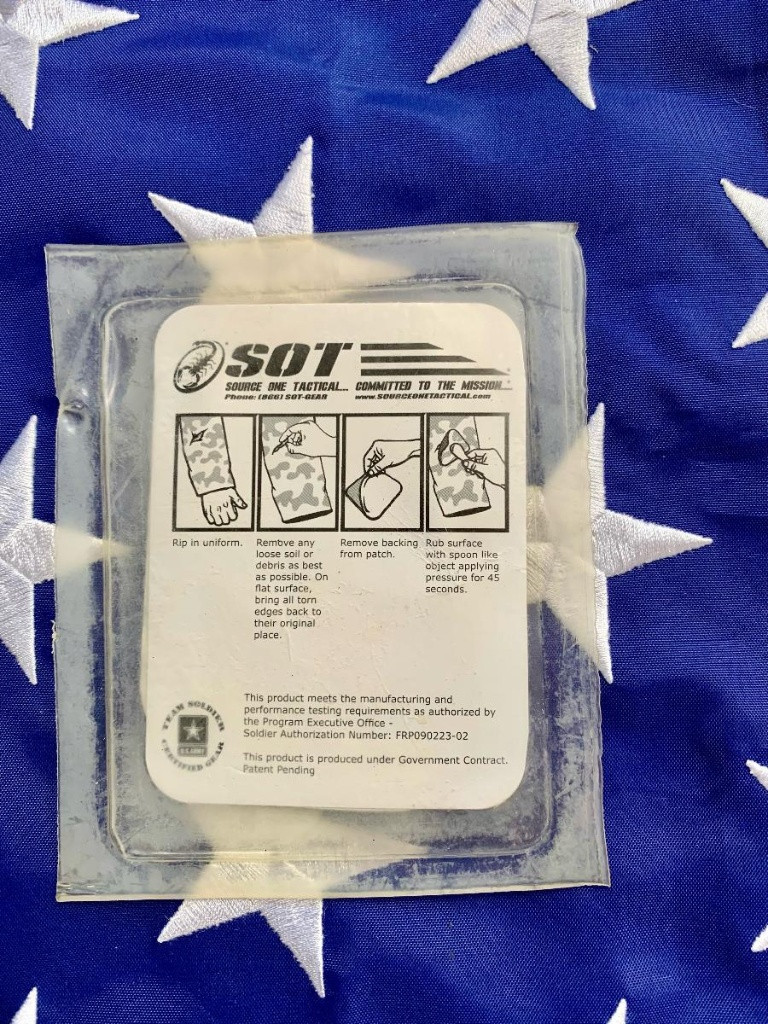 SOT
SOURCE ONE TACTICAL... COMMITTED TO THE MISSION...
Phone: (866) SOT-GEAR www.SOURCEONETACTICAL.com
Rip in uniform.
Remove any
loose soil or
debris as best
as possible. On
flat surface,
bring all torn
edges back to
their original
place.
Remove backing
from patch.
Rub surface
with spoon like
object applying
pressure for 45
seconds.
TEAM SOLDIER
U.S. ARMY
CERTIFIED GEAR
This product meets the manufacturing and
performance testing requirements as authorized by
the Program Executive Office -
Soldier Authorization Number: FRP090223-02
This product is produced under Government Contract.
Patent Pending